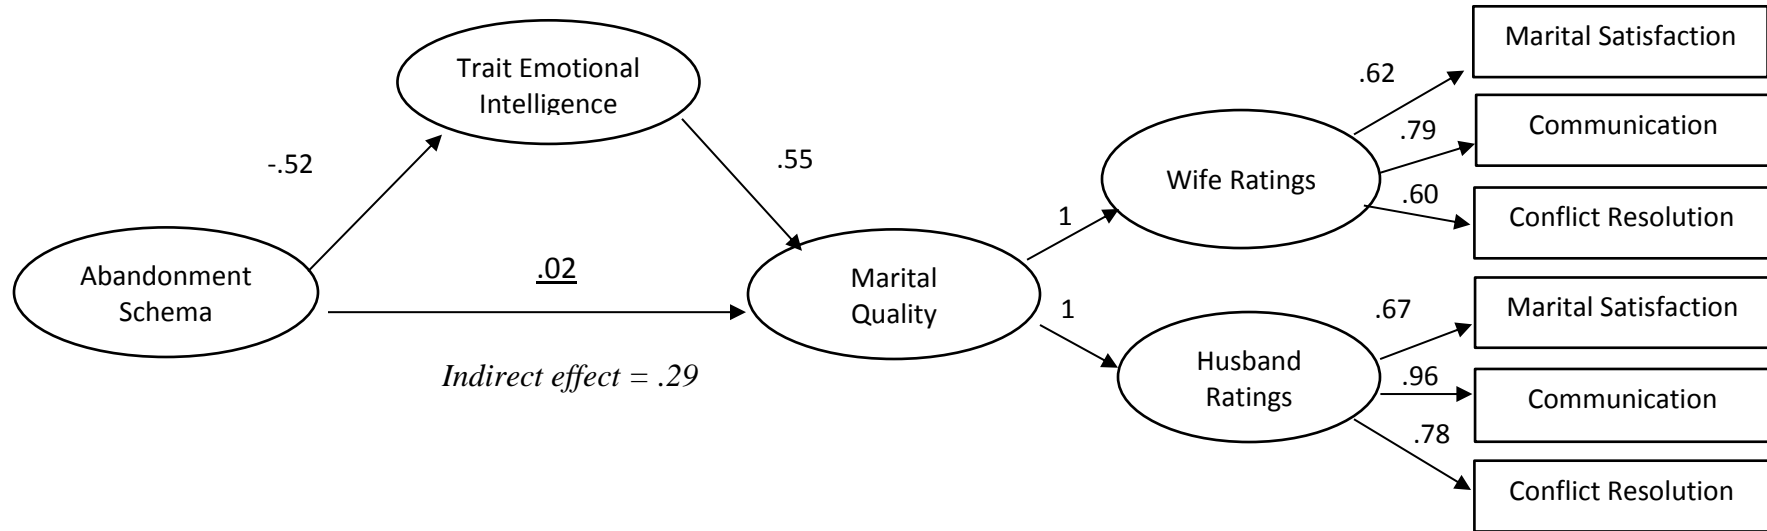 Trait Emotional
Intelligence
-.52
.55
Abandonment
Schema
.02
Indirect effect = .29
Marital
Quality
1
1
Wife Ratings
.62
.79
.60
Marital Satisfaction
Communication
Conflict Resolution
Husband
Ratings
.67
.96
.78
Marital Satisfaction
Communication
Conflict Resolution